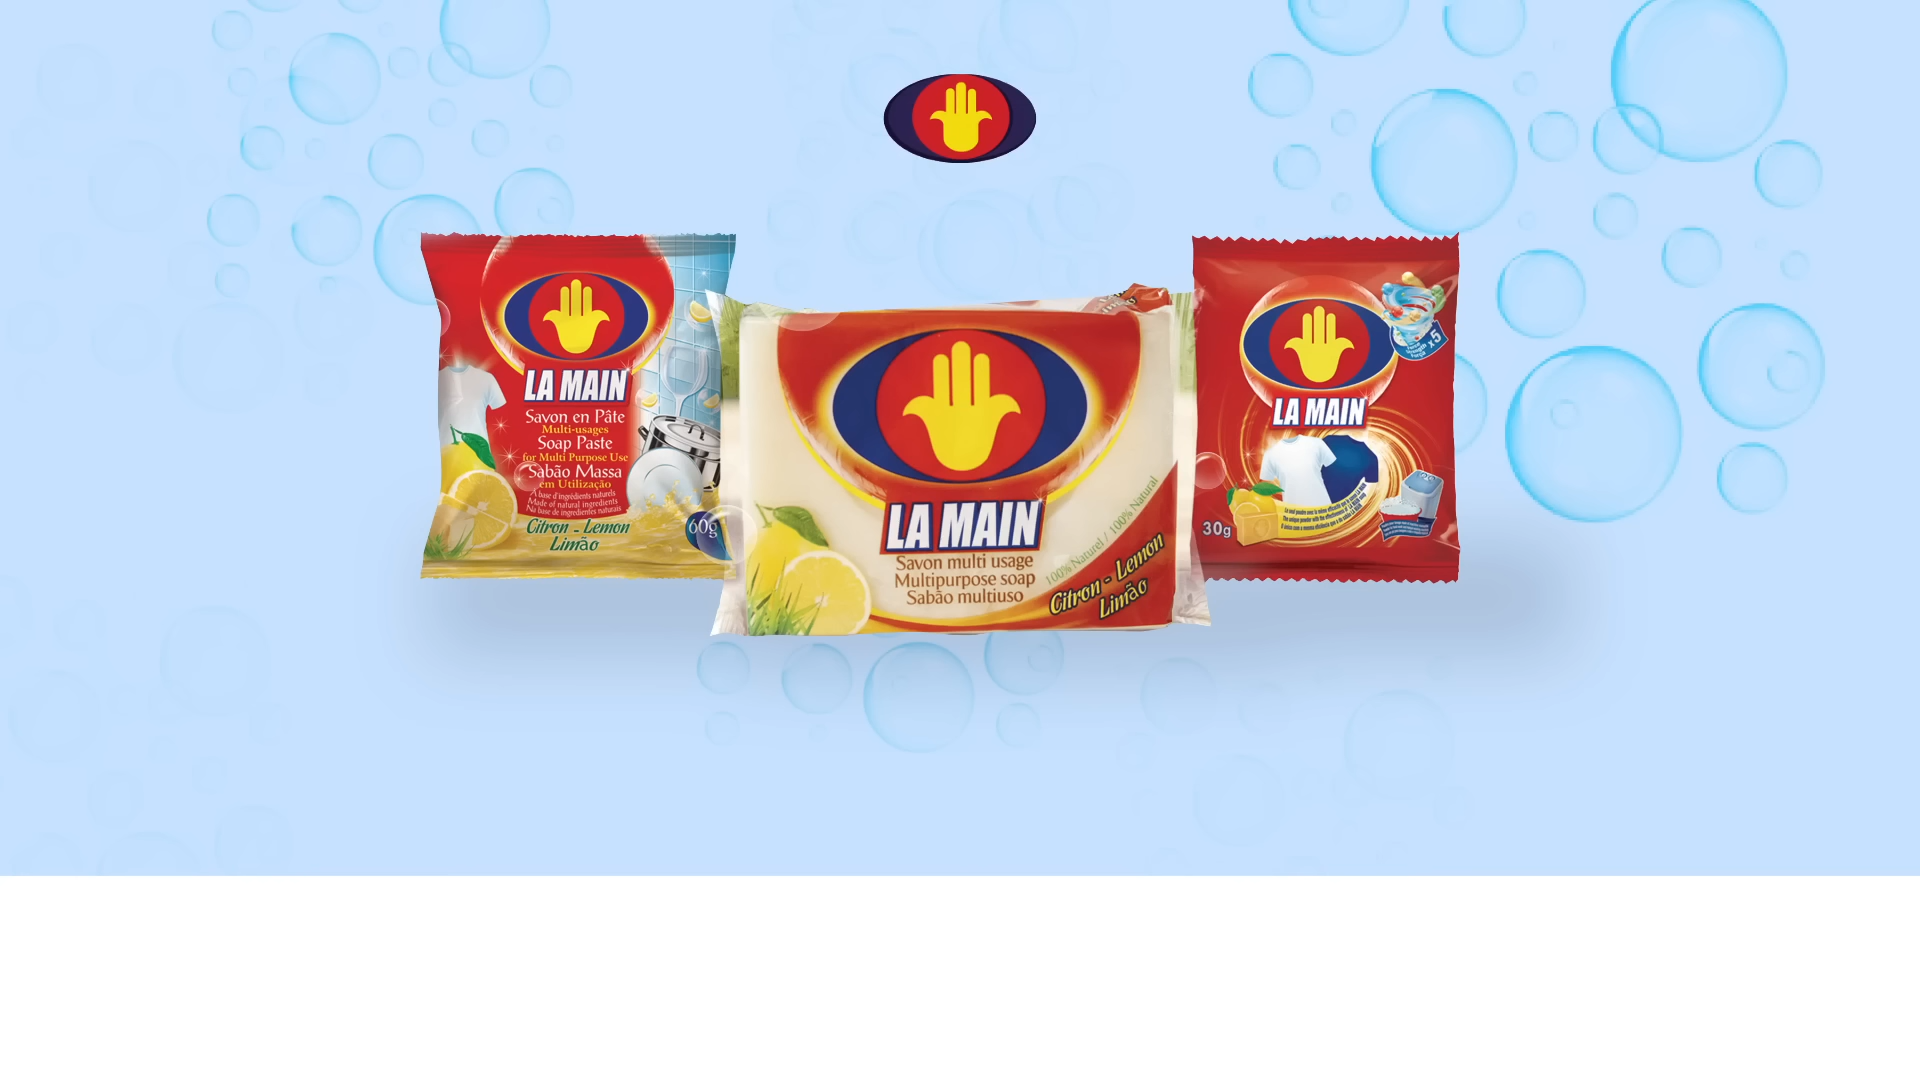 LA MAIN
Savon en Pâte
Multi-usages
Soap Paste
for Multi Purpose Use
Sabão Massa
em Utilização
À base d'ingrédients naturels
Made of natural ingredients
Na base de ingredientes naturais
Citron - Lemon
Limão
60g
LA MAIN
Savon multi usage
Multipurpose soap
Sabão multiuso
100% Naturel / 100% Natural
Citron - Lemon
Limão
x5
LA MAIN
30g